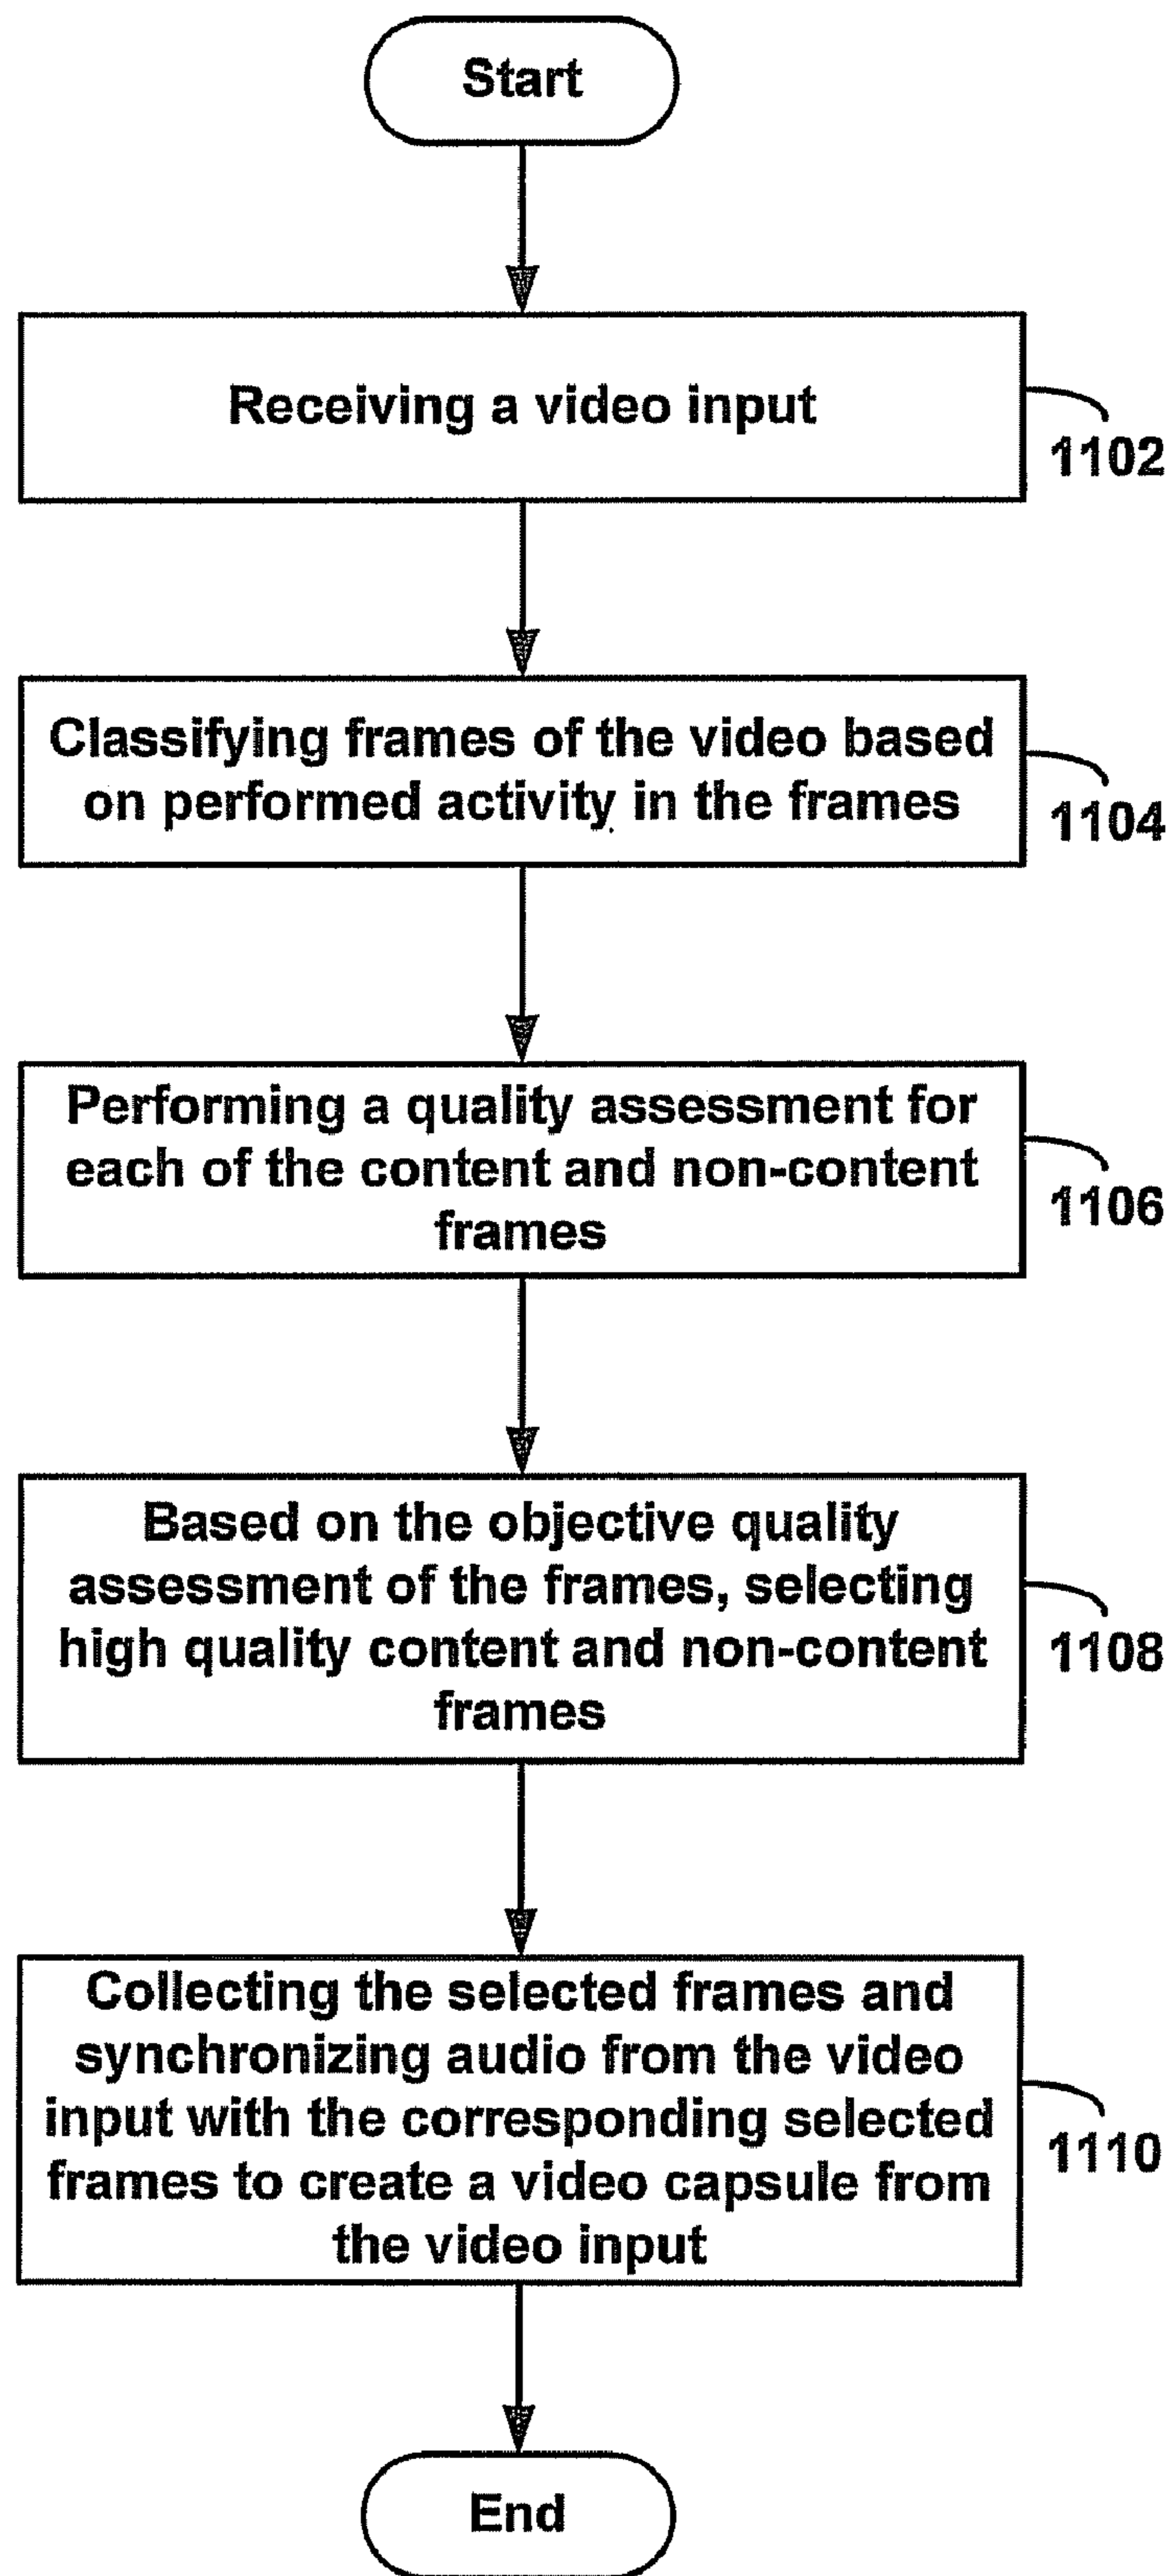 Start
Receiving a video input
1102
Classifying frames of the video based
on performed activity in the frames
1104
Performing a quality assessment for
each of the content and non-content
frames
1106
Based on the objective quality
assessment of the frames, selecting
high quality content and non-content
frames
1108
Collecting the selected frames and
synchronizing audio from the video
input with the corresponding selected
frames to create a video capsule from
the video input
1110
End